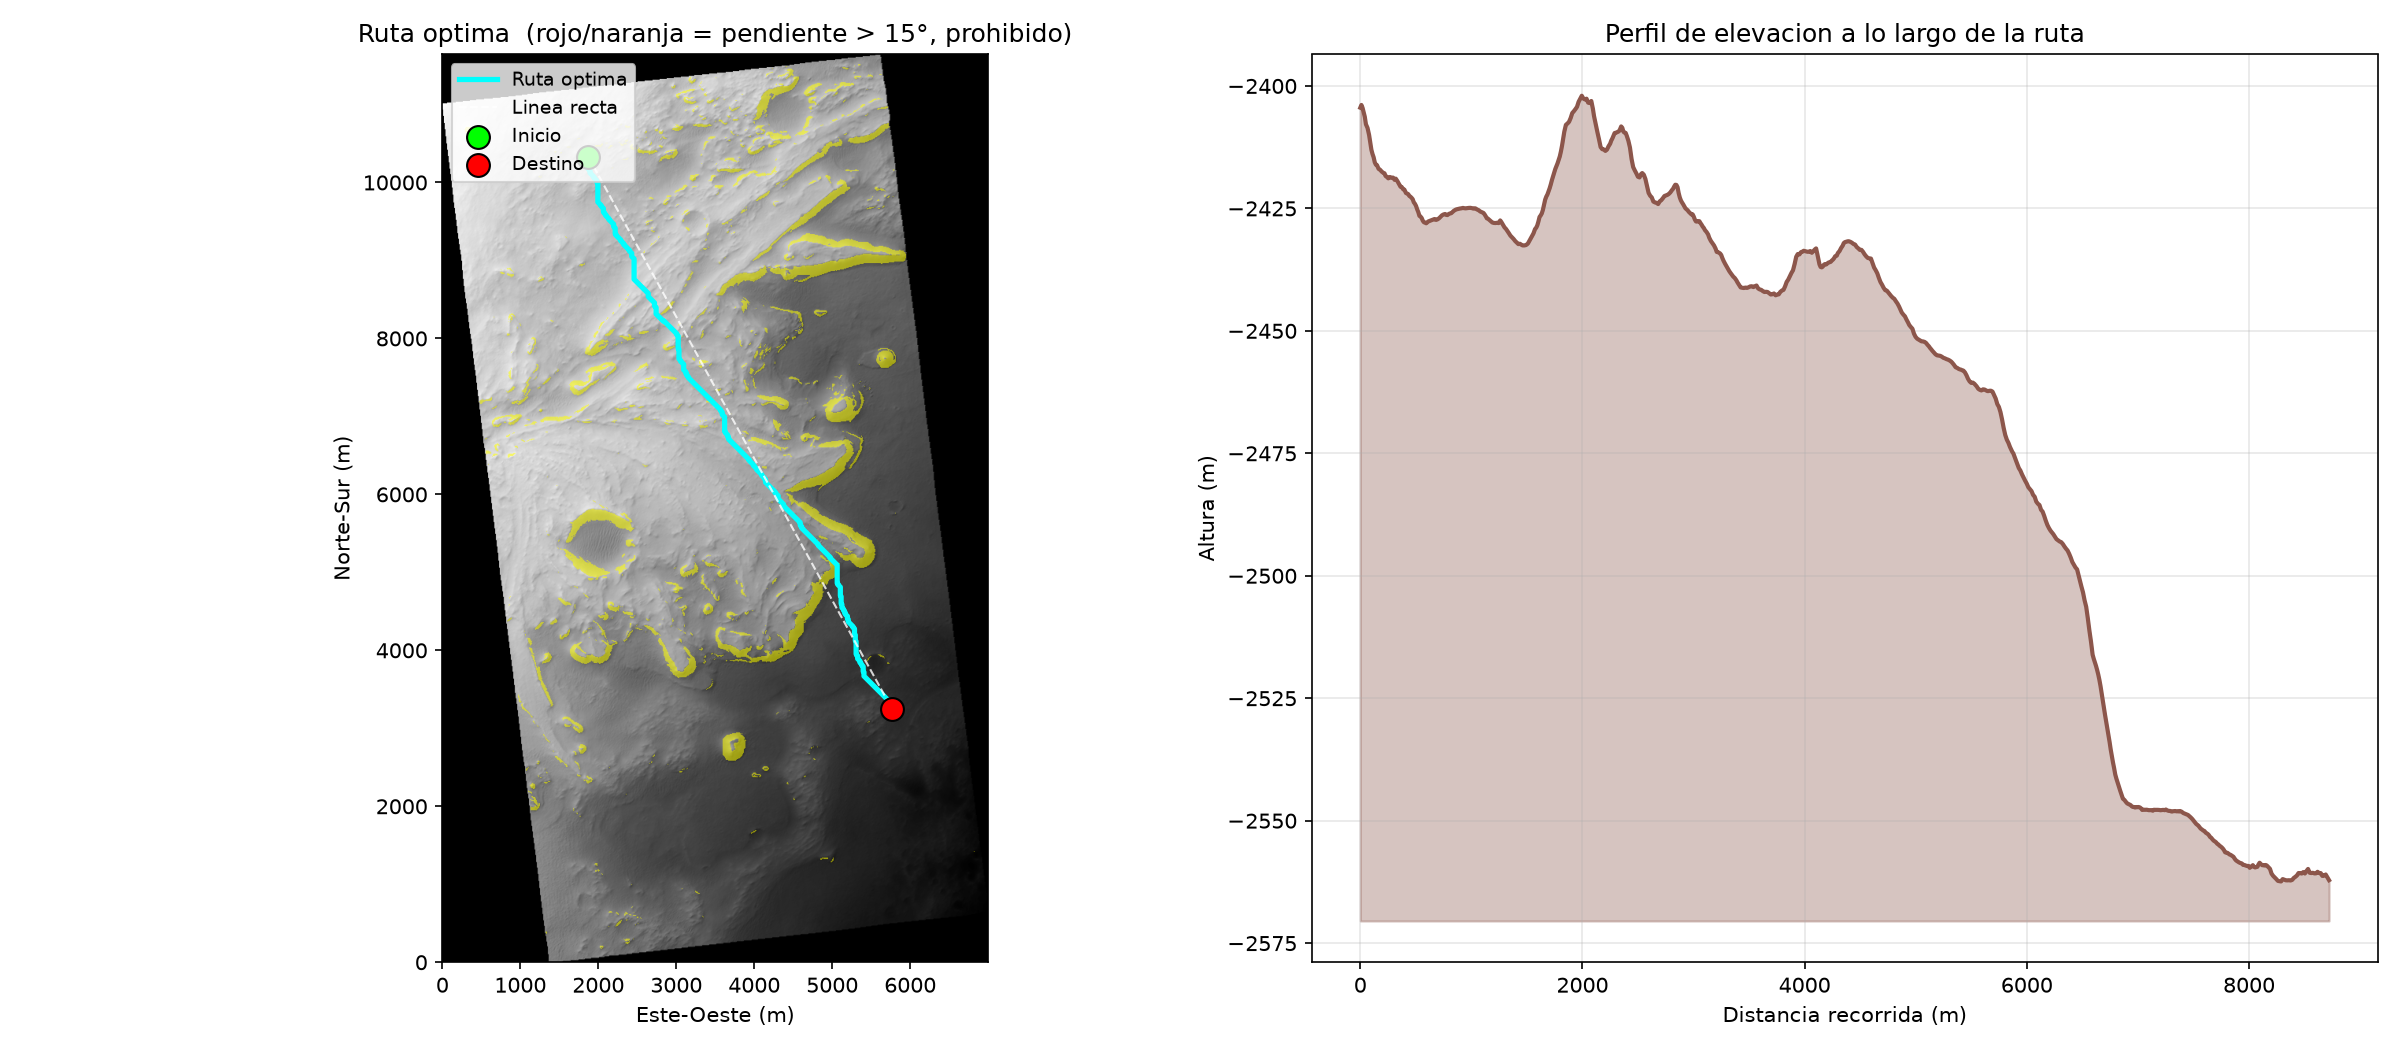 Ruta optima  (rojo/naranja = pendiente > 15°, prohibido)
Ruta optima
Linea recta
Inicio
Destino
10000
8000
6000
4000
2000
0
Norte-Sur (m)
0 1000 2000 3000 4000 5000 6000
Este-Oeste (m)
Perfil de elevacion a lo largo de la ruta
−2400
−2425
−2450
−2475
−2500
−2525
−2550
−2575
Altura (m)
0 2000 4000 6000 8000
Distancia recorrida (m)